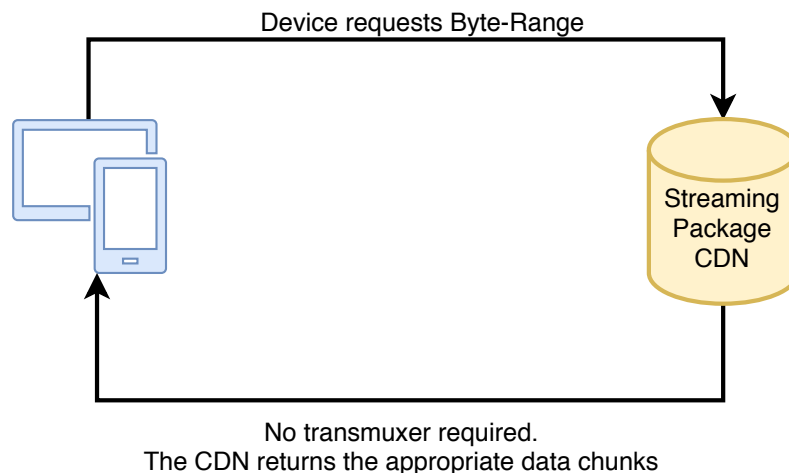 Device requests Byte-Range
Streaming
Package
CDN
No transmuxer required.
The CDN returns the appropriate data chunks